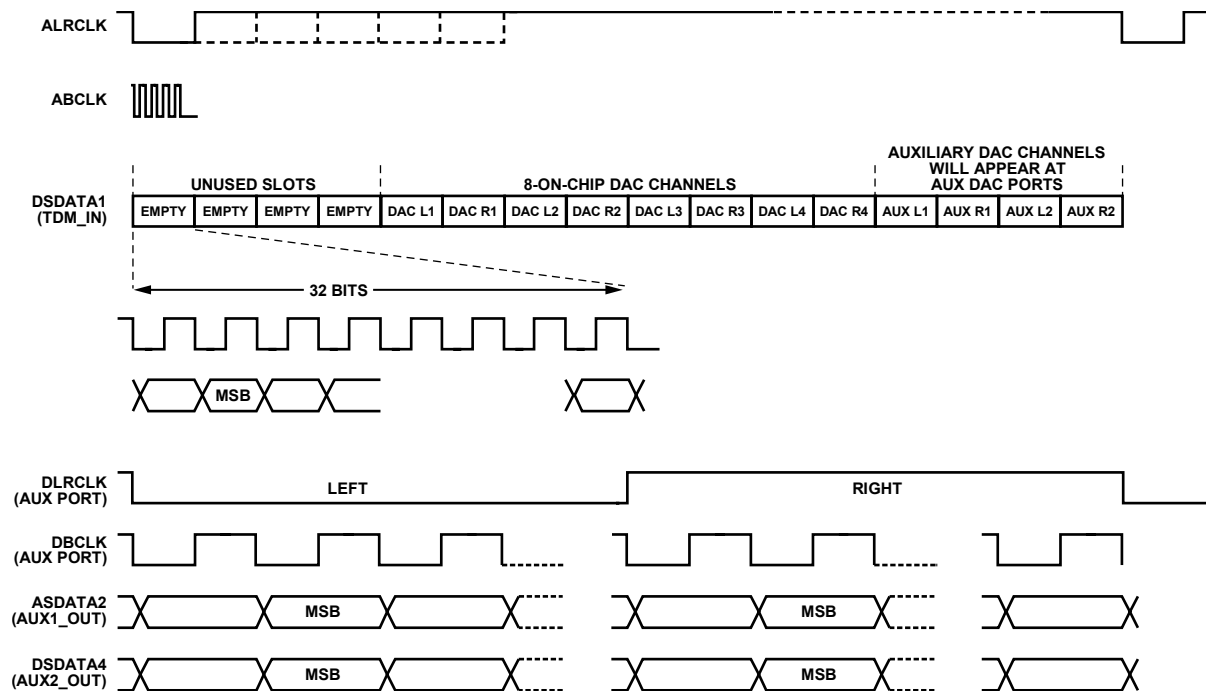 ALRCLK
ABCLK
AUXILIARY DAC CHANNELS
WILL APPEAR AT
AUX DAC PORTS
UNUSED SLOTS
8-ON-CHIP DAC CHANNELS
DSDATA1
(TDM_IN)
EMPTY EMPTY EMPTY EMPTY DAC L1 DAC R1 DAC L2 DAC R2 DAC L3 DAC R3 DAC L4 DAC R4 AUX L1 AUX R1 AUX L2 AUX R2
32 BITS
MSB
DLRCLK
(AUX PORT)
LEFT
RIGHT
DBCLK
(AUX PORT)
ASDATA2
(AUX1_OUT)
MSB
MSB
DSDATA4
(AUX2_OUT)
MSB
MSB